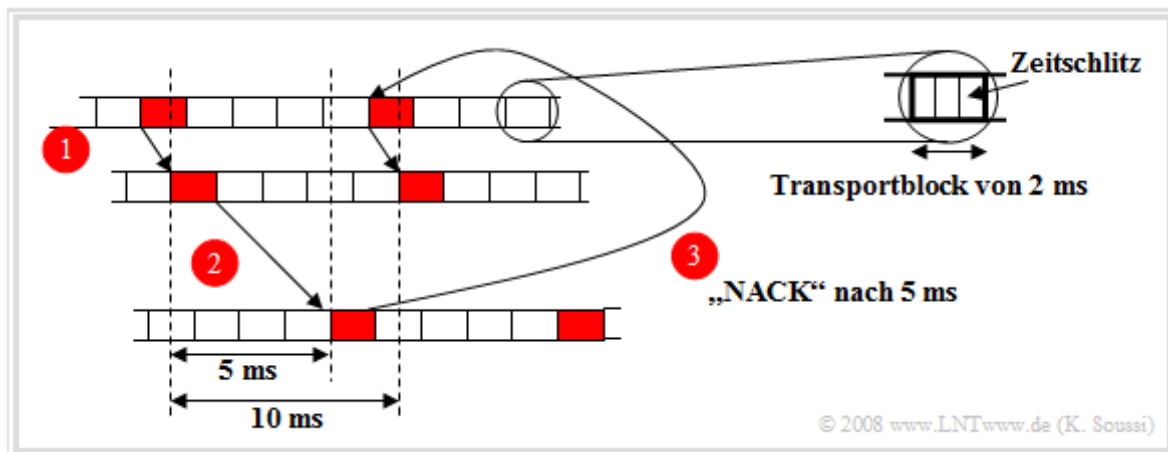 Zeitschlitz
1
Transportblock von 2 ms
2
3
„NACK“ nach 5 ms
5 ms
10 ms
© 2008 www.LNTwww.de (K. Soussi)